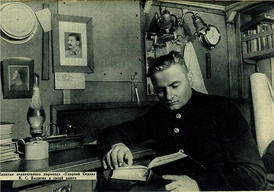 Капитан ледокольного парохода «Георгий Седов»
К. С. Бадигин в своей каюте